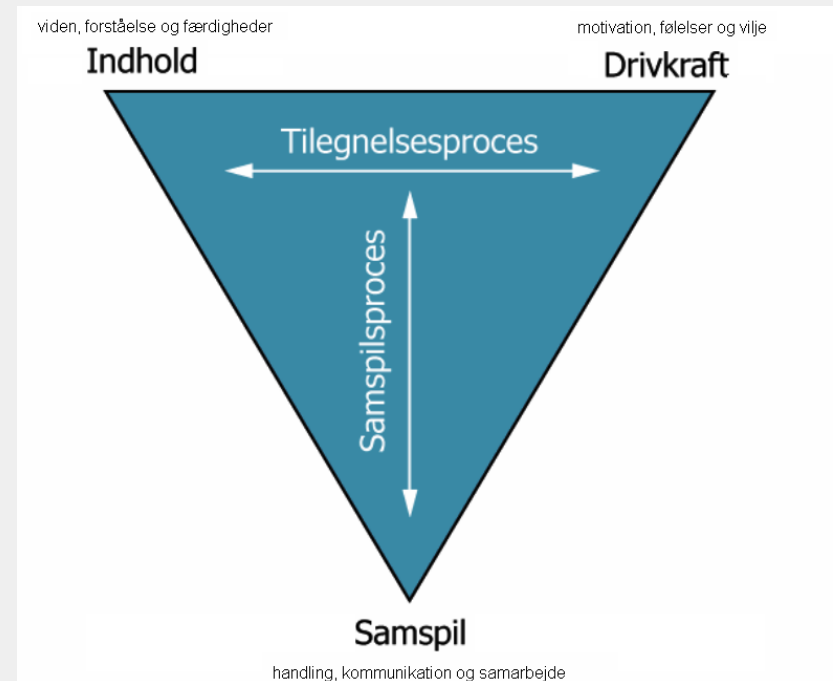 viden, forståelse og færdigheder
Indhold
motivation, følelser og vilje
Drivkraft
Tilegnelsesproces
Samspilsproces
Samspil
handling, kommunikation og samarbejde